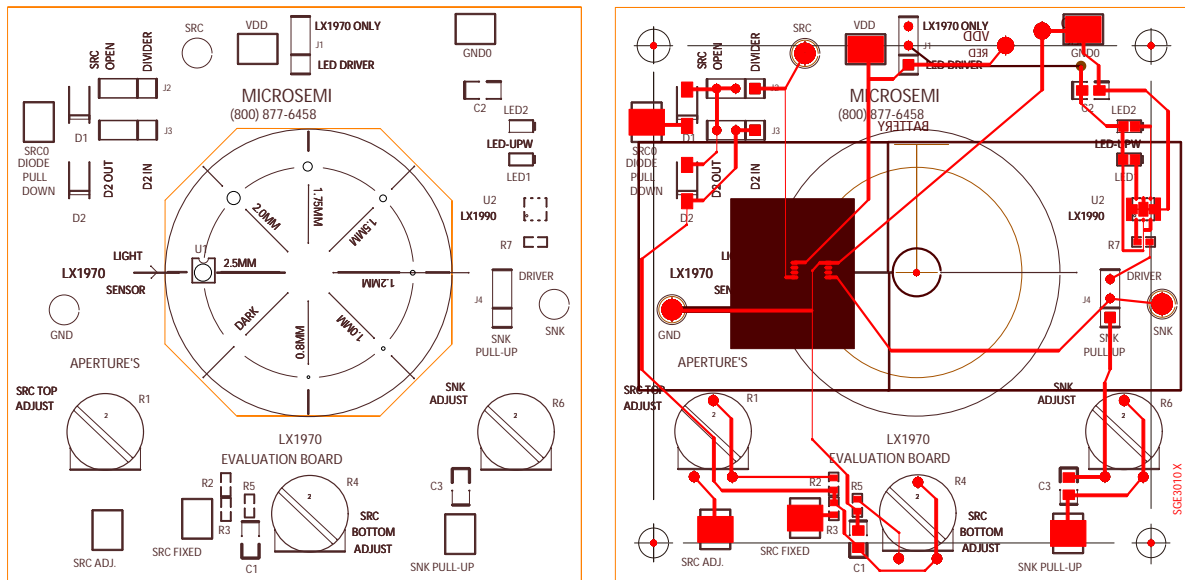 SRC
VDD
LX1970 ONLY
J1
LED DRIVER
GND0
SRC
OPEN
DIVIDER
J2
MICROSEMI
(800) 877-6458
C2
LED2
D1
J3
SRC0
DIODE
PULL
DOWN
LED-UPW
LED1
D2 OUT
D2 IN
D2
U2
LX1990
R7
1.75MM
2.0MM
1.5MM
U1
2.5MM
1.2MM
DARK
0.8MM
1.0MM
LIGHT
LX1970
SENSOR
DRIVER
J4
GND
SNK
SNK
PULL-UP
APERTURE'S
SRC TOP
ADJUST
R1
2
SNK
ADJUST
R6
2
LX1970
EVALUATION BOARD
R2
R5
R4
2
C3
R3
SRC
BOTTOM
ADJUST
SRC FIXED
SRC ADJ.
C1
SNK PULL-UP
SRC
VDD
LX1970 ONLY
J1
VDD
RED
LED DRIVER
GND0
SRC
OPEN
DIVIDER
J2
MICROSEMI
(800) 877-6458
BATTERY
C2
LED2
D1
J3
SRC0
DIODE
PULL
DOWN
LED-UPW
LED
D2 OUT
D2 IN
D2
U2
LX1990
R7
LX1970
DRIVER
J4
GND
SNK
SNK
PULL-UP
APERTURE'S
SRC TOP
ADJUST
R1
2
SNK
ADJUST
R6
2
LX1970
EVALUATION BOARD
R2
R5
R4
2
C3
R3
SRC
BOTTOM
ADJUST
SRC FIXED
SRC ADJ.
C1
SNK PULL-UP
SGE3010 X